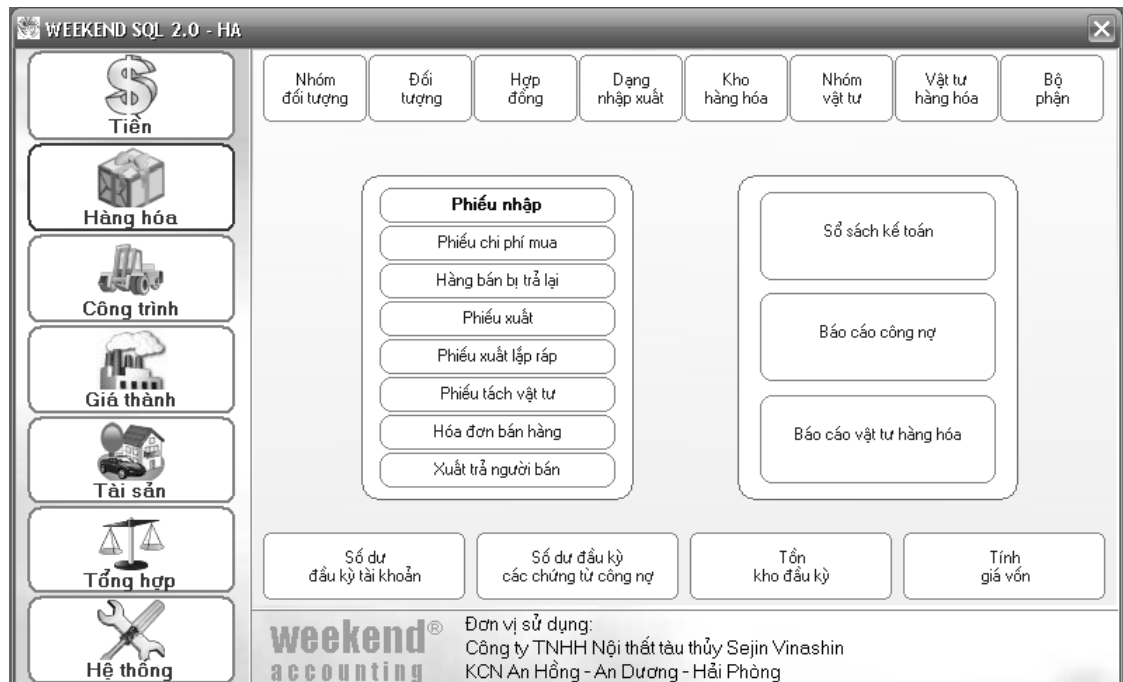 WEEKEND SQL 2.0 - HA
Tiền
Hàng hóa
Công trình
Giá thành
Tài sản
Tổng hợp
Hệ thống
Nhóm
đối tượng
Đối
tượng
Hợp
đồng
Dạng
nhập xuất
Kho
hàng hóa
Nhóm
vật tư
Vật tư
hàng hóa
Bộ
phận
Phiếu nhập
Phiếu chi phí mua
Hàng bán bị trả lại
Phiếu xuất
Phiếu xuất lắp ráp
Phiếu tách vật tư
Hóa đơn bán hàng
Xuất trả người bán
Sổ sách kế toán
Báo cáo công nợ
Báo cáo vật tư hàng hóa
Số dư
đầu kỳ tài khoản
Số dư đầu kỳ
các chứng từ công nợ
Tồn
kho đầu kỳ
Tính
giá vốn
weekend®
accounting
Đơn vị sử dụng:
Công ty TNHH Nội thất tàu thủy Sejin Vinashin
KCN An Hồng - An Dương - Hải Phòng